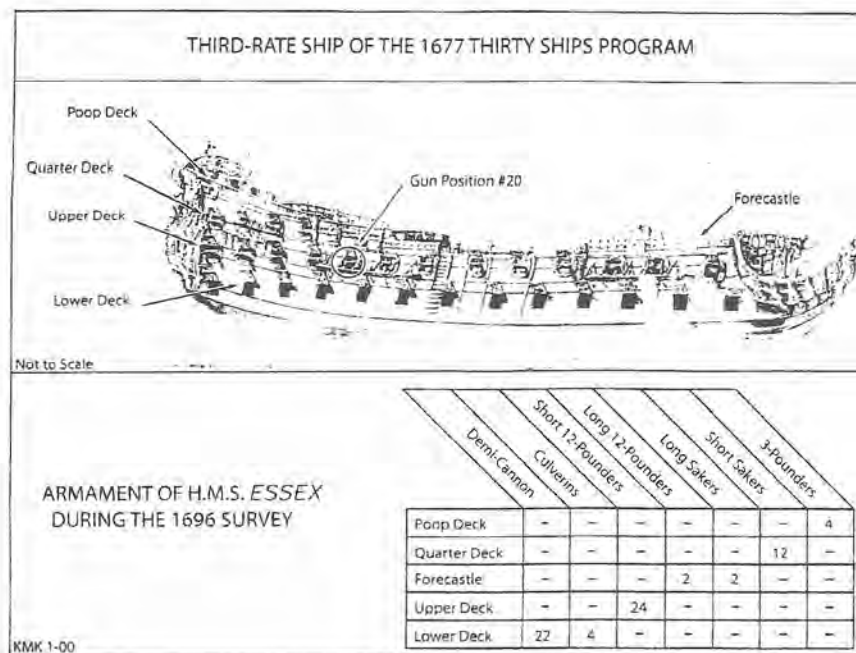 THIRD-RATE SHIP OF THE 1677 THIRTY SHIPS PROGRAM
Poop Deck
Quarter Deck
Gun Position #20
Forecastle
Upper Deck
Lower Deck
Not to Scale
ARMAMENT OF H.M.S. ESSEX
DURING THE 1696 SURVEY
Demi-Cannon
Culverins
Short 12-Pounders
Long 12-Pounders
Long Sakers
Short Sakers
3-Pounders
Poop Deck - - - - - - 4
Quarter Deck - - - - - 12 -
Forecastle - - - 2 2 - -
Upper Deck - - 24 - - - -
Lower Deck 22 4 - - - - -
KMK 1-00